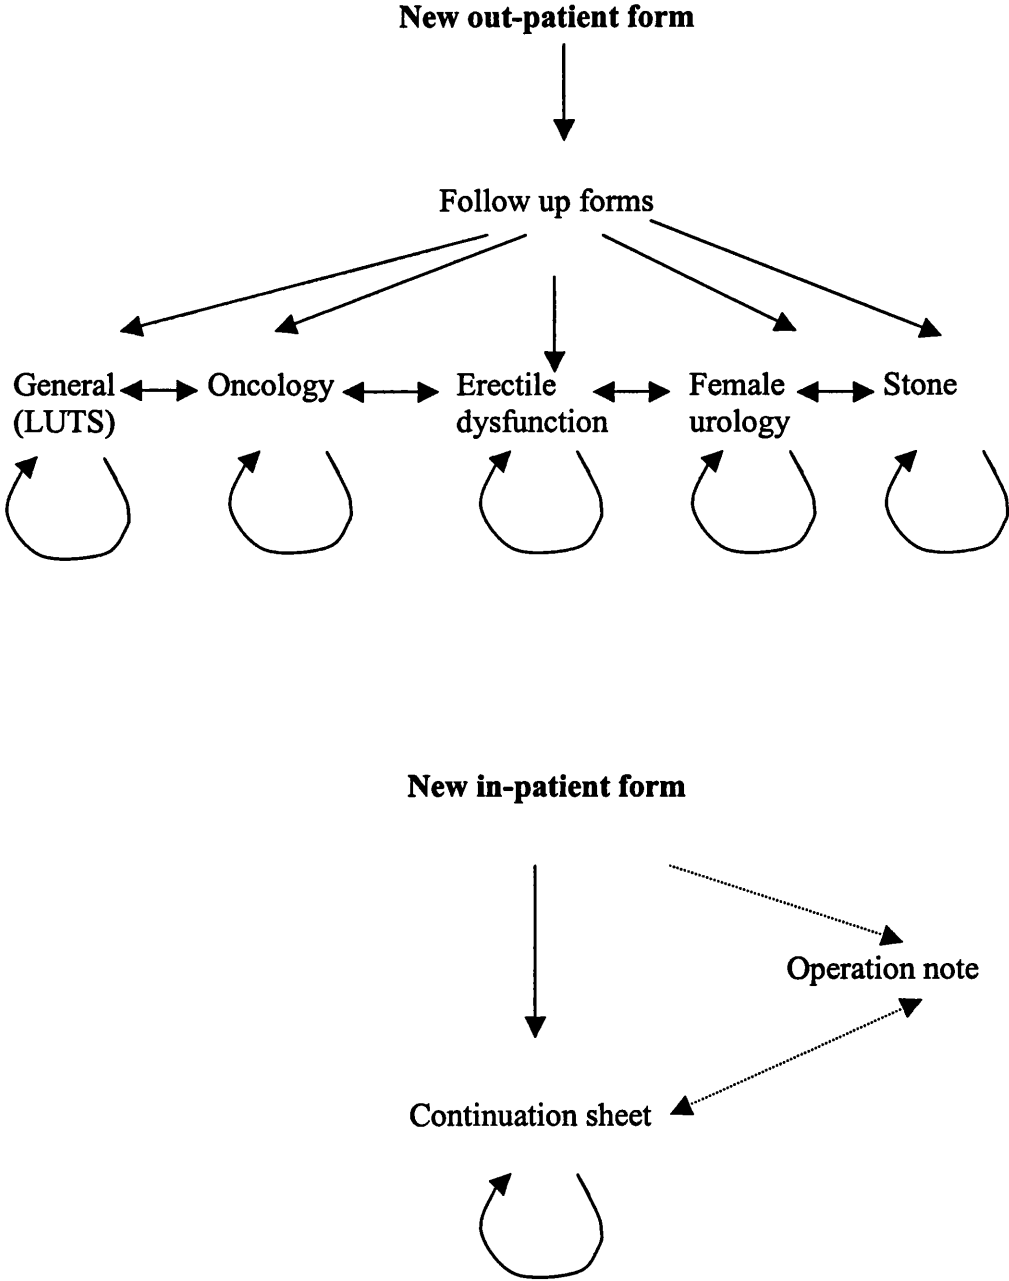 New out-patient form
Follow up forms
General
(LUTS)
Oncology
Erectile
dysfunction
Female
urology
Stone
New in-patient form
Operation note
Continuation sheet